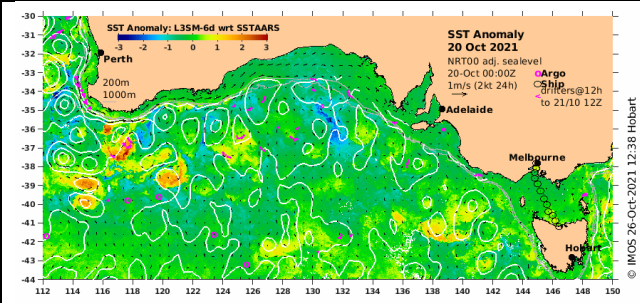 SST Anomaly: L3SM-6d wrt SSTAARS
-3 -2 -1 0 1 2 3
SST Anomaly
20 Oct 2021
NRT00 adj. sealevel
20-Oct 00:00Z
1m/s (2kt 24h)
Argo
Ship
drifters@12h
to 21/10 12Z
Perth
200m
1000m
Adelaide
Melbourne
Hobart
-30
-31
-32
-33
-34
-35
-36
-37
-38
-39
-40
-41
-42
-43
-44
112 114 116 118 120 122 124 126 128 130 132 134 136 138 140 142 144 146 148 150
© IMOS 26-Oct-2021 12:38 Hobart